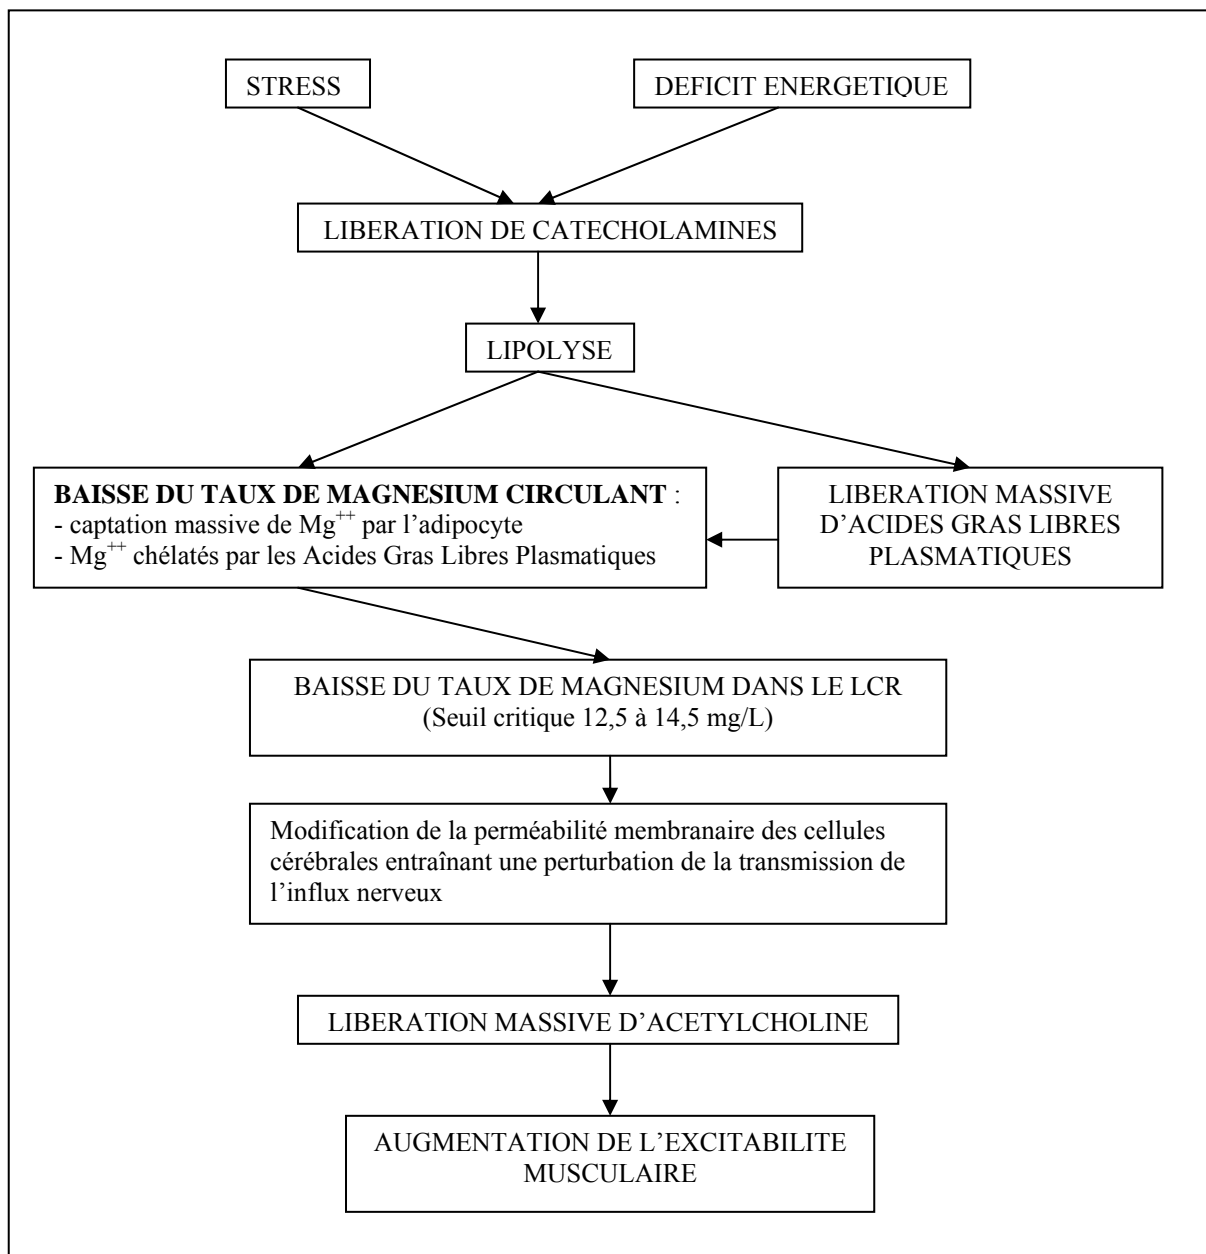 STRESS
DEFICIT ENERGETIQUE
LIBERATION DE CATECHOLAMINES
LIPOLYSE
BAISSE DU TAUX DE MAGNESIUM CIRCULANT :
- captation massive de Mg++ par l’adipocyte
- Mg++ chélatés par les Acides Gras Libres Plasmatiques
LIBERATION MASSIVE
D’ACIDES GRAS LIBRES
PLASMATIQUES
BAISSE DU TAUX DE MAGNESIUM DANS LE LCR
(Seuil critique 12,5 à 14,5 mg/L)
Modification de la perméabilité membranaire des cellules
cérébrales entraînant une perturbation de la transmission de
l’influx nerveux
LIBERATION MASSIVE D’ACETYLCHOLINE
AUGMENTATION DE L’EXCITABILITE
MUSCULAIRE